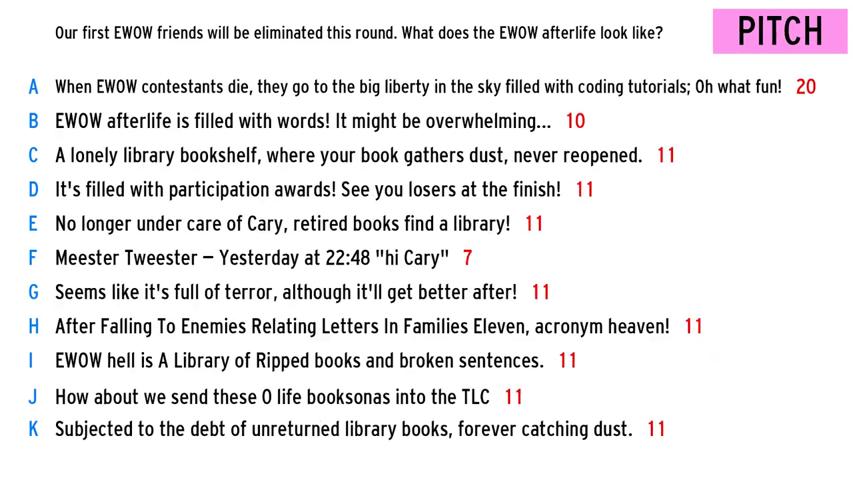 Our first EWOW friends will be eliminated this round. What does the EWOW afterlife look like?
PITCH
A When EWOW contestants die, they go to the big liberty in the sky filled with coding tutorials; Oh what fun! 20
B EWOW afterlife is filled with words! It might be overwhelming... 10
C A lonely library bookshelf, where your book gathers dust, never reopened. 11
D It's filled with participation awards! See you losers at the finish! 11
E No longer under care of Cary, retired books find a library! 11
F Meester Tweester – Yesterday at 22:48 "hi Cary" 7
G Seems like it's full of terror, although it'll get better after! 11
H After Falling To Enemies Relating Letters In Families Eleven, acronym heaven! 11
I EWOW hell is A Library of Ripped books and broken sentences. 11
J How about we send these 0 life booksonas into the TLC 11
K Subjected to the debt of unreturned library books, forever catching dust. 11